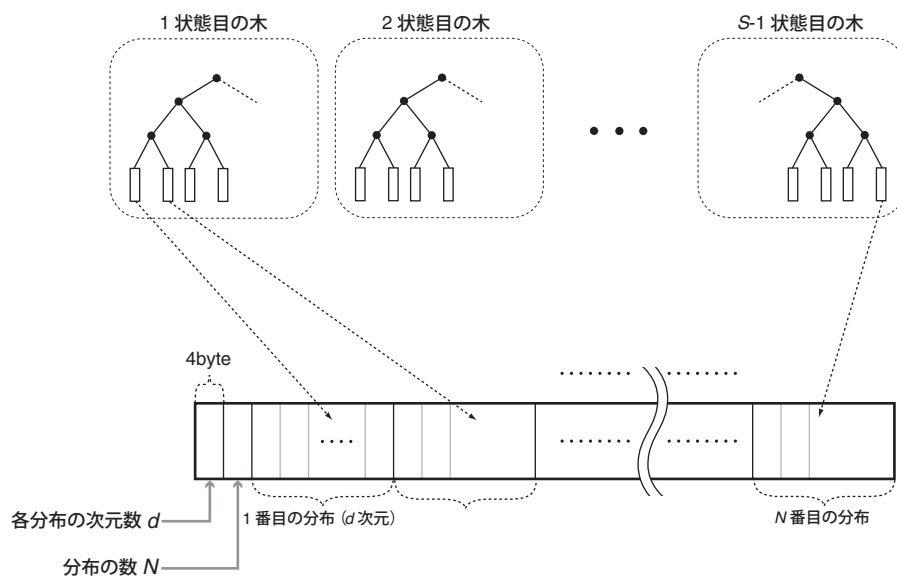 1 状態目の木
2 状態目の木
S-1 状態目の木
4byte
各分布の次元数 d
1 番目の分布 (d 次元)
N 番目の分布
分布の数 N